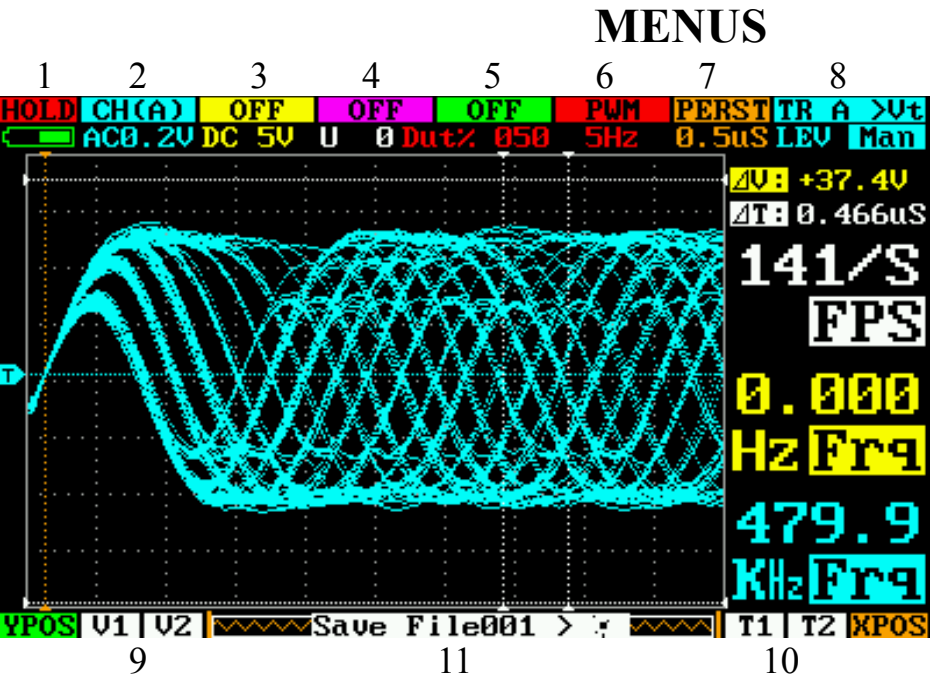 MENUS
1 2 3 4 5 6 7 8
HOLD CH(A) OFF OFF OFF PWM PERST TR A >Vt
AC0.2V DC 5V U 0 Dut% 050 5Hz 0.5uS LEV Man
⊿V: +37.4V
⊿T: 0.466uS
141/S
FPS
T
0.000
Hz Frq
479.9
KHz Frq
YPOS V1 V2 Save File001 > T1 T2 XPOS
9 11 10